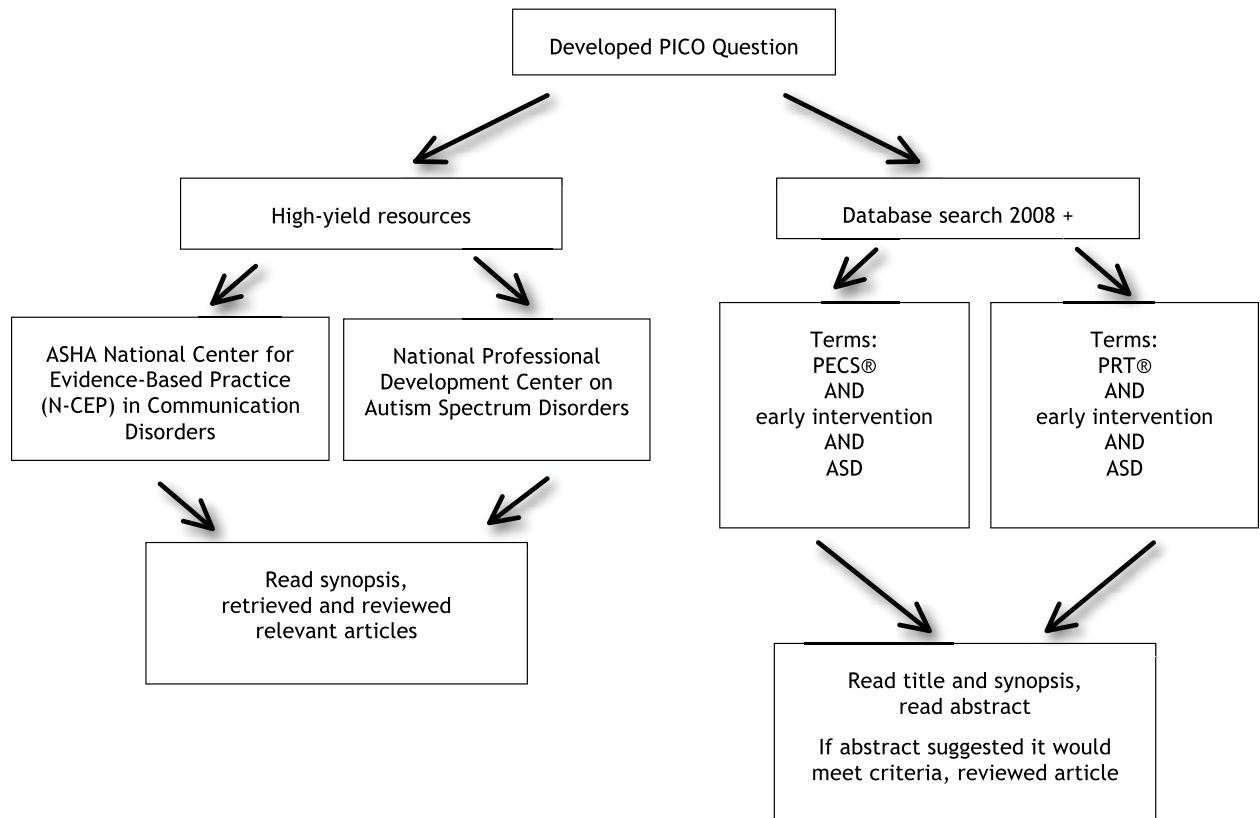 Developed PICO Question
High-yield resources
Database search 2008 +
ASHA National Center for
Evidence-Based Practice
(N-CEP) in Communication
Disorders
National Professional
Development Center on
Autism Spectrum Disorders
Terms:
PECS®
AND
early intervention
AND
ASD
Terms:
PRT®
AND
early intervention
AND
ASD
Read synopsis,
retrieved and reviewed
relevant articles
Read title and synopsis,
read abstract
If abstract suggested it would
meet criteria, reviewed article